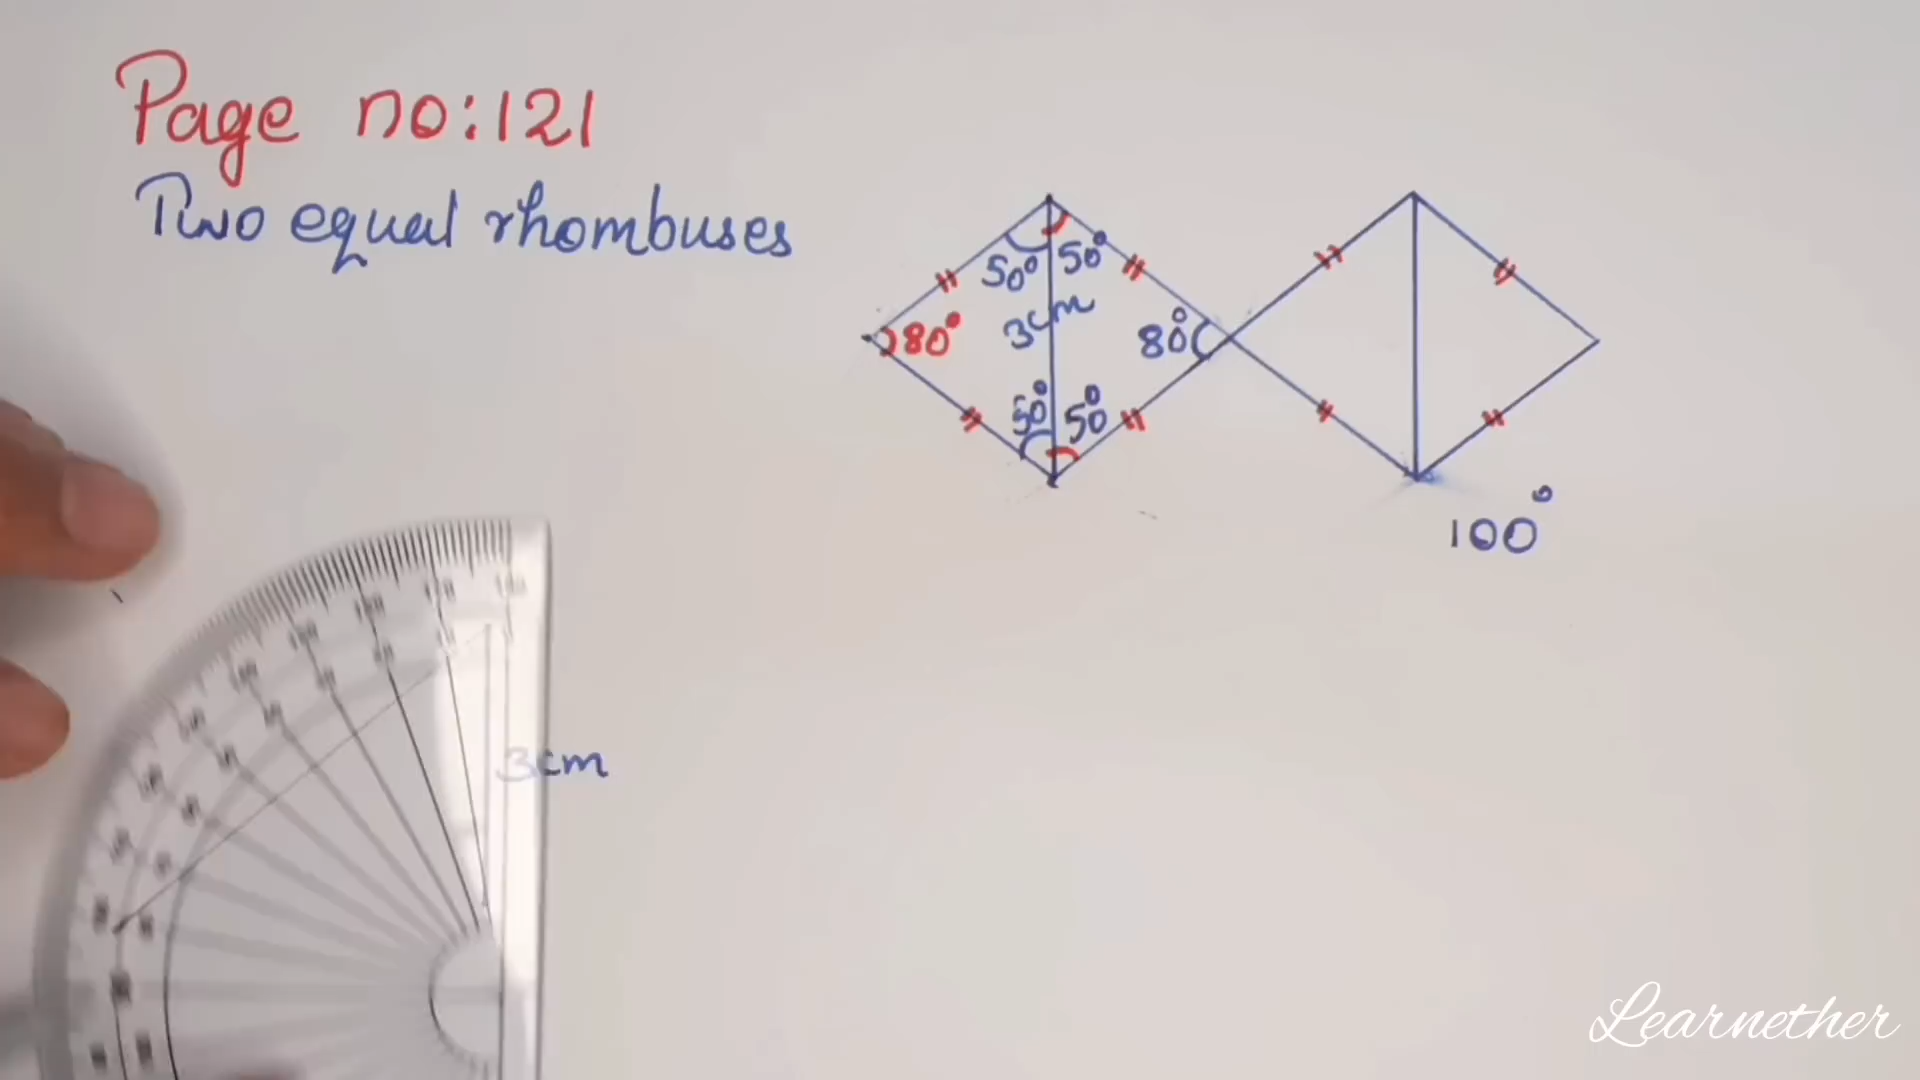 Page no:121
Two equal rhombuses
50° 50°
3cm
80° 80°
50° 50°
100°
3cm
Learnether